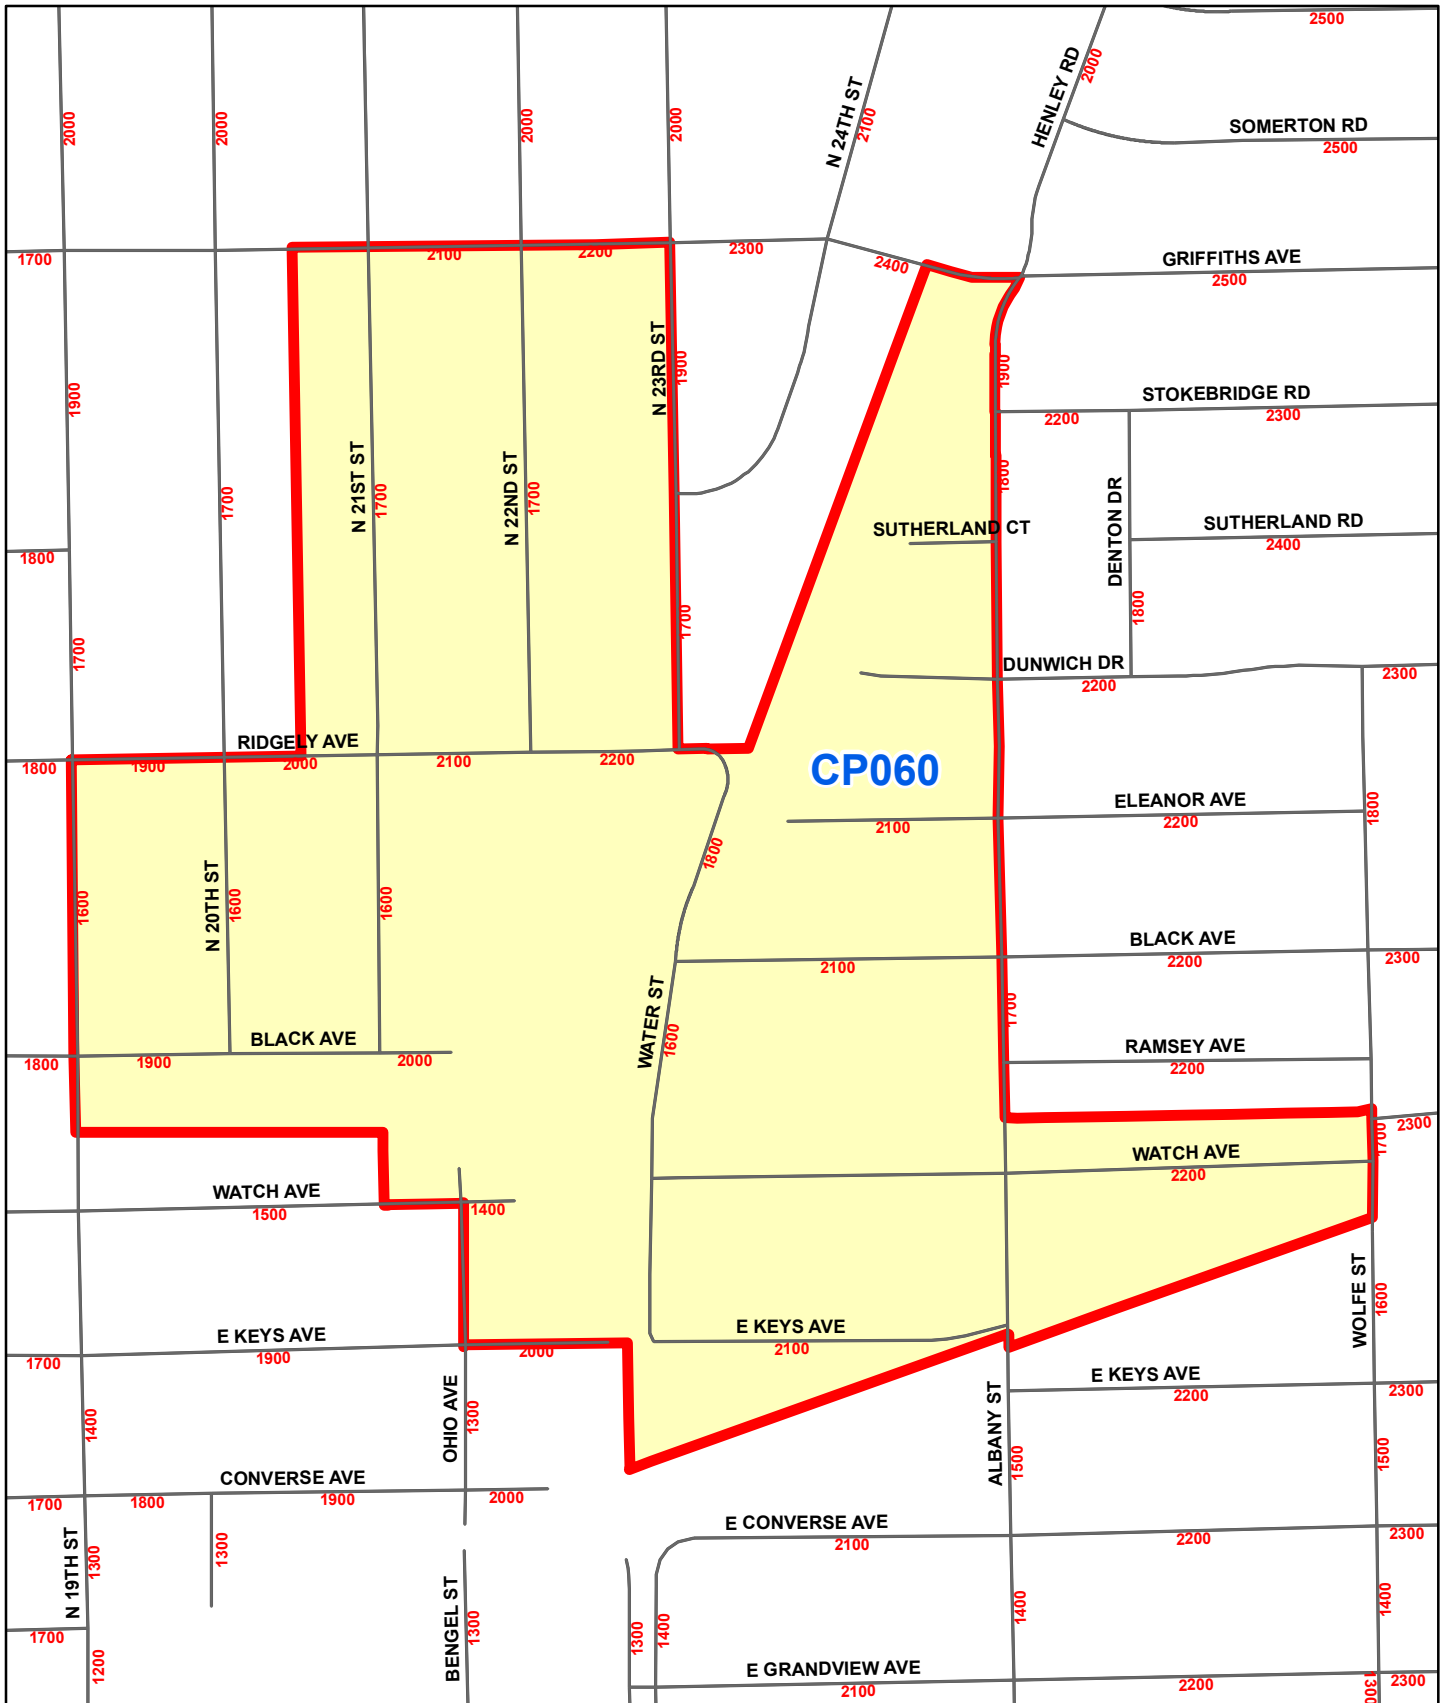 2500
2000
2000
2000
2000
N 24TH ST
2100
HENLEY RD
2000
SOMERTON RD
2500
1700
2100
2200
2300
2400
GRIFFITHS AVE
2500
1900
N 23RD ST
1900
1900
STOKEBRIDGE RD
2200
2300
1700
N 21ST ST
1700
N 22ND ST
1700
1800
DENTON DR
SUTHERLAND CT
SUTHERLAND RD
2400
1800
1800
1700
1700
DUNWICH DR
2200
2300
RIDGELY AVE
1800
1900
2000
2100
2200
CP060
ELEANOR AVE
2100
2200
1800
1800
N 20TH ST
1600
1600
1600
BLACK AVE
2100
2200
2300
WATER ST
1600
1700
BLACK AVE
1800
1900
2000
RAMSEY AVE
2200
2300
1700
WATCH AVE
2200
WATCH AVE
1500
1400
WOLFE ST
1600
E KEYS AVE
1700
1900
2000
E KEYS AVE
2100
E KEYS AVE
2200
2300
1400
OHIO AVE
1300
ALBANY ST
1500
1500
CONVERSE AVE
1700
1800
1900
2000
E CONVERSE AVE
2100
2200
2300
N 19TH ST
1300
1300
BENGEL ST
1300
1300
1400
1400
1400
1700
1200
E GRANDVIEW AVE
2100
2200
1300
2300